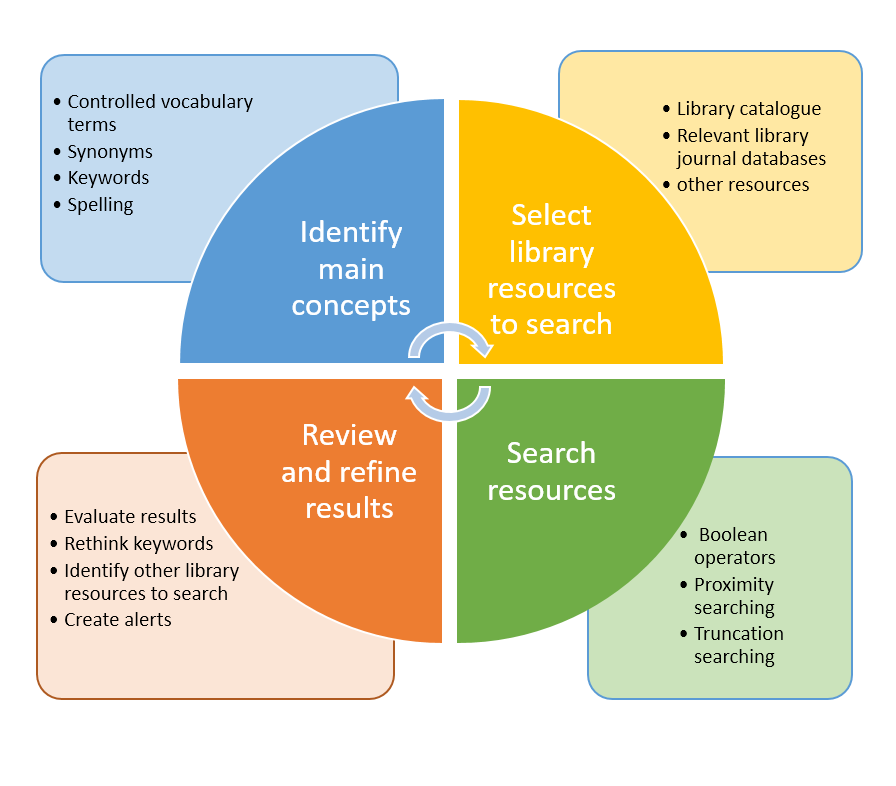 • Controlled vocabulary
terms
• Synonyms
• Keywords
• Spelling
Identify
main
concepts
• Library catalogue
• Relevant library
journal databases
• other resources
Select
library
resources
to search
Review
and refine
results
• Evaluate results
• Rethink keywords
• Identify other library
resources to search
• Create alerts
Search
resources
• Boolean
operators
• Proximity
searching
• Truncation
searching